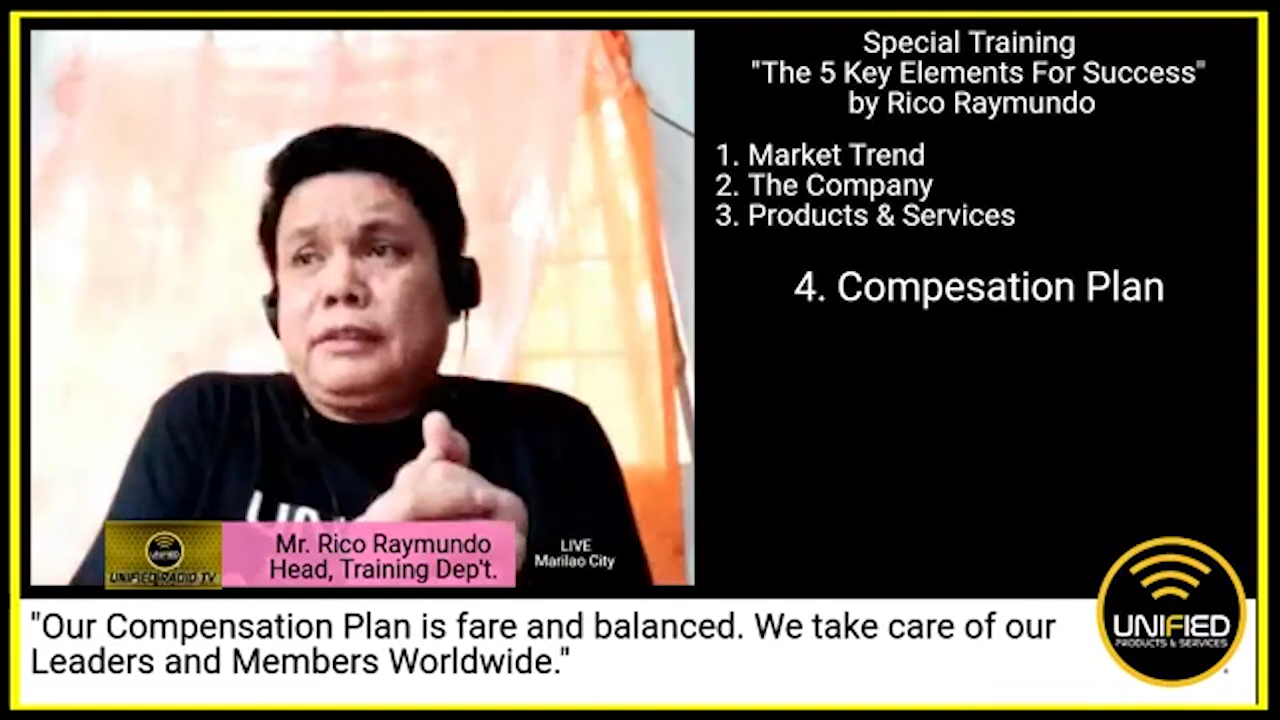 Special Training
"The 5 Key Elements For Success"
by Rico Raymundo
1. Market Trend
2. The Company
3. Products & Services
4. Compesation Plan
UNIFIED
UNIFIED RADIO TV
Mr. Rico Raymundo
Head, Training Dep't.
LIVE
Marilao City
"Our Compensation Plan is fare and balanced. We take care of our
Leaders and Members Worldwide."
UNIFIED
PRODUCTS & SERVICES